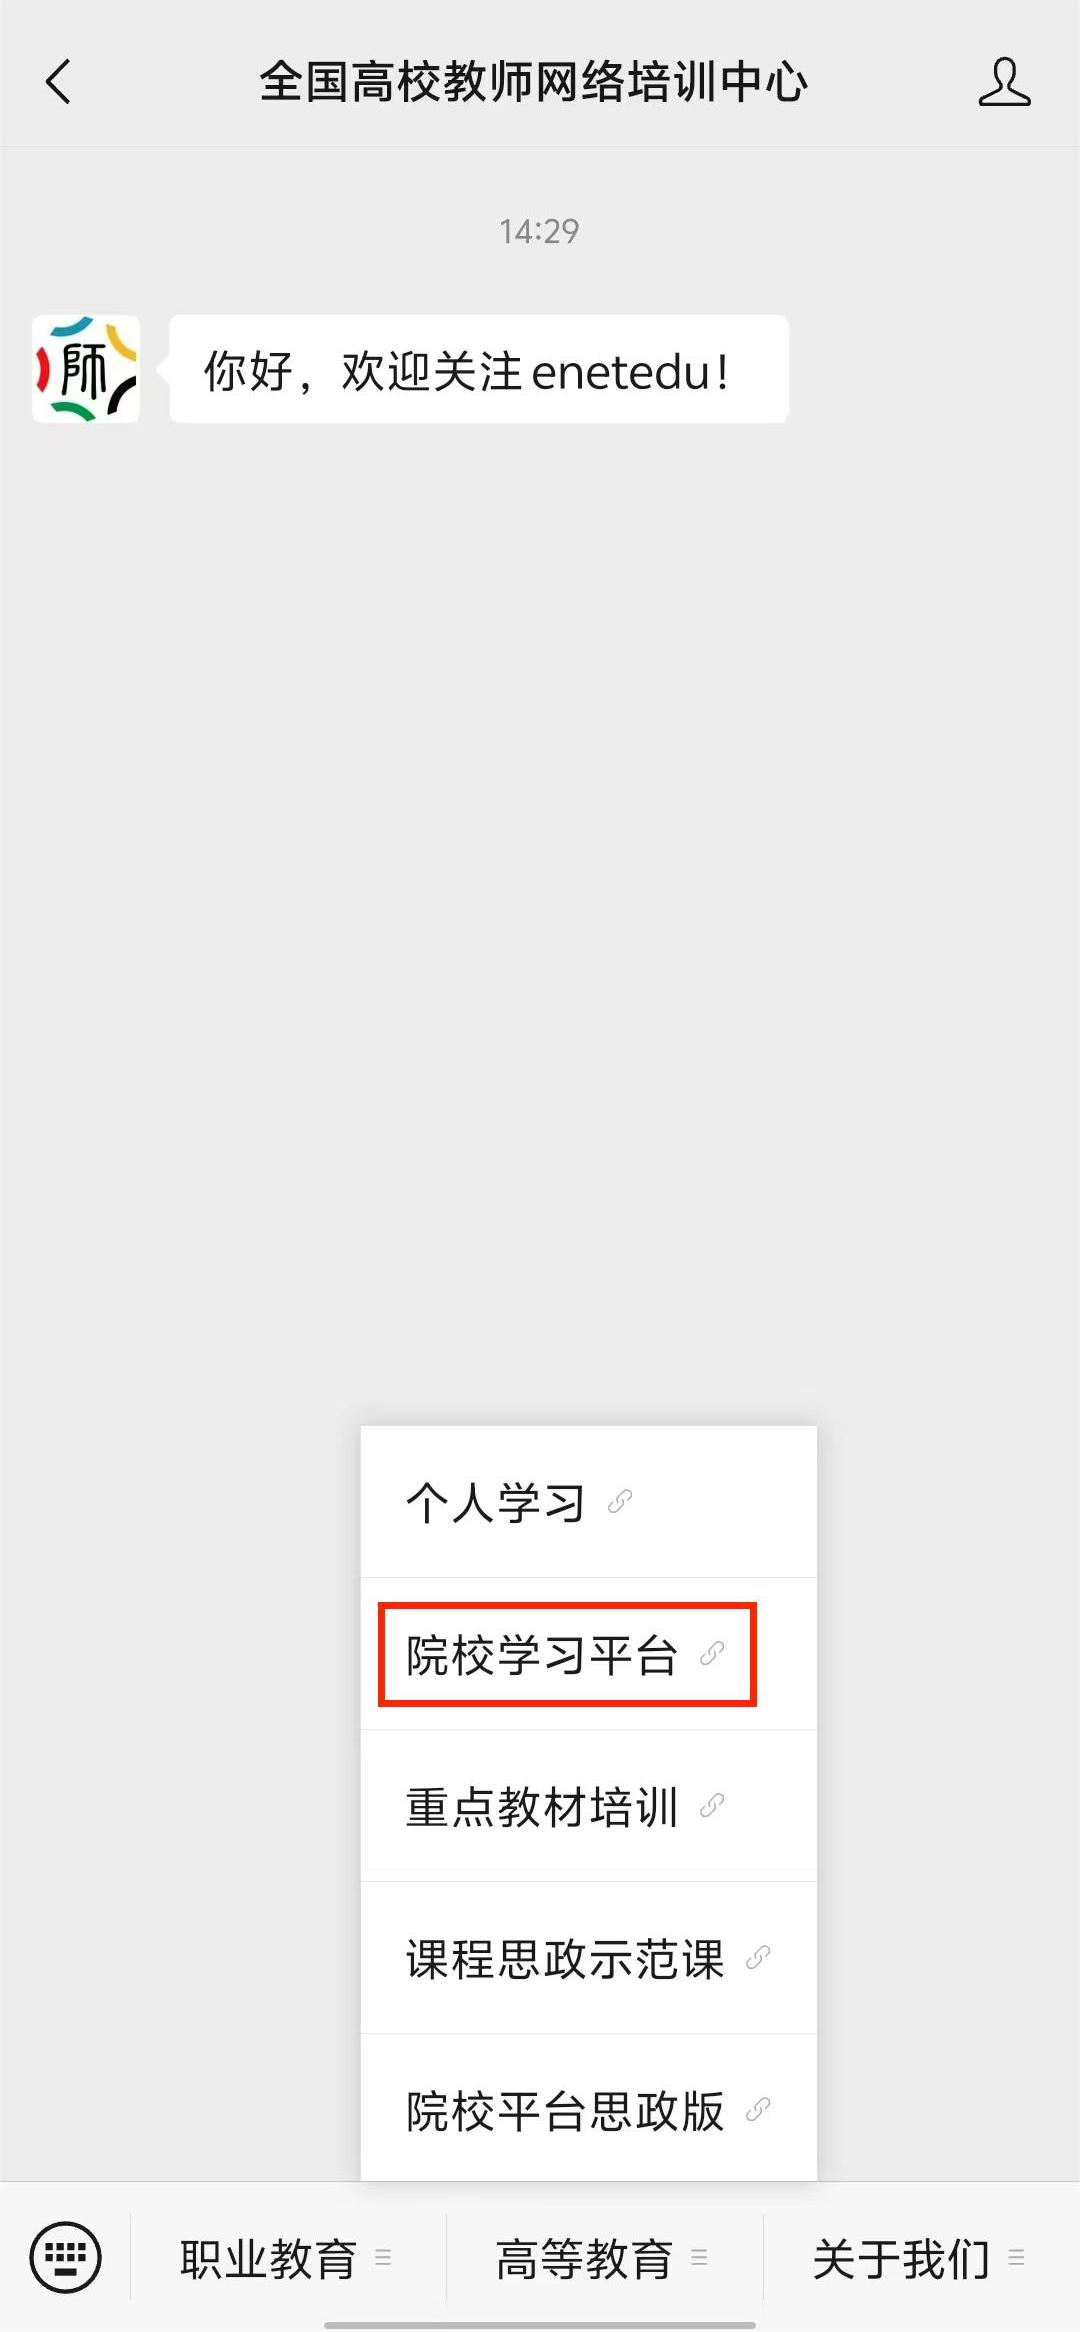 全国高校教师网络培训中心
14:29
師
你好，欢迎关注enetedu！
个人学习
院校学习平台
重点教材培训
课程思政示范课
院校平台思政版
职业教育
高等教育
关于我们